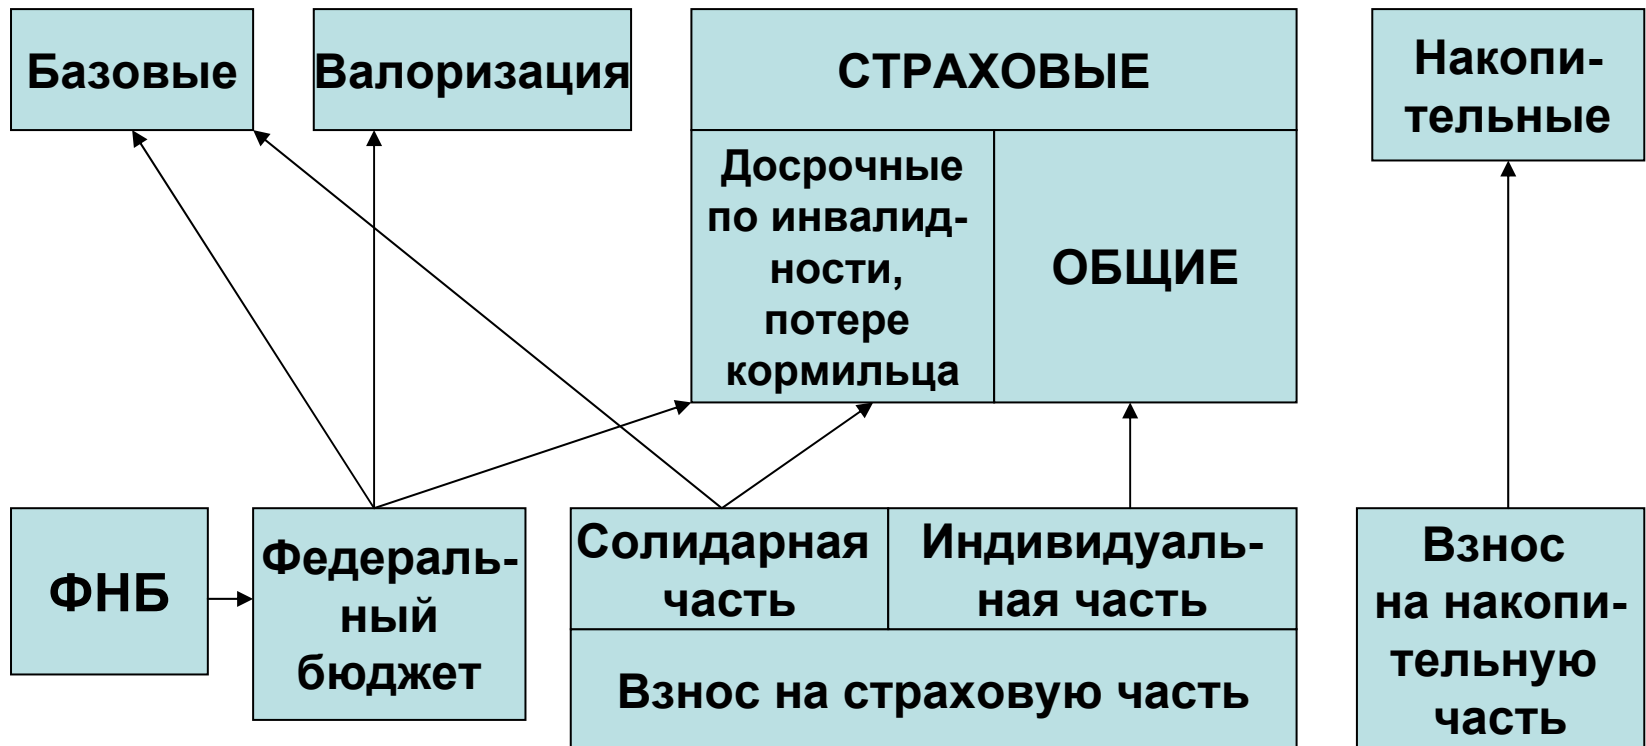 Базовые
Валоризация
СТРАХОВЫЕ
Накопи-
тельные
Досрочные
по инвалид-
ности,
потере
кормильца
ОБЩИЕ
ФНБ
Федераль-
ный
бюджет
Солидарная
часть
Индивидуаль-
ная часть
Взнос на страховую часть
Взнос
на накопи-
тельную
часть